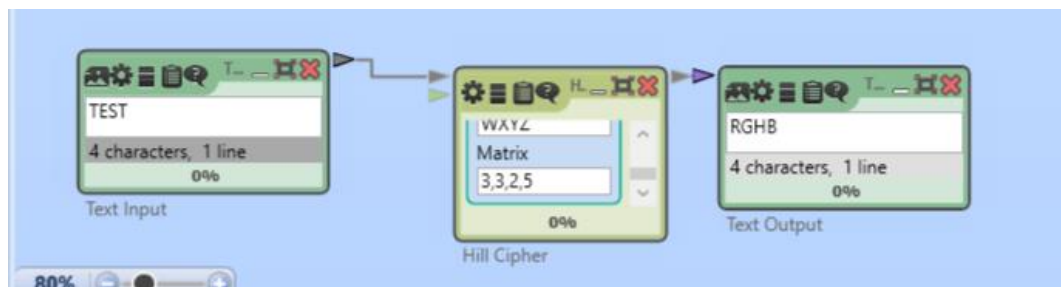 T...
TEST
4 characters, 1 line
0%
Text Input
H...
WXYZ
Matrix
3,3,2,5
0%
Hill Cipher
T...
RGHB
4 characters, 1 line
0%
Text Output
80%